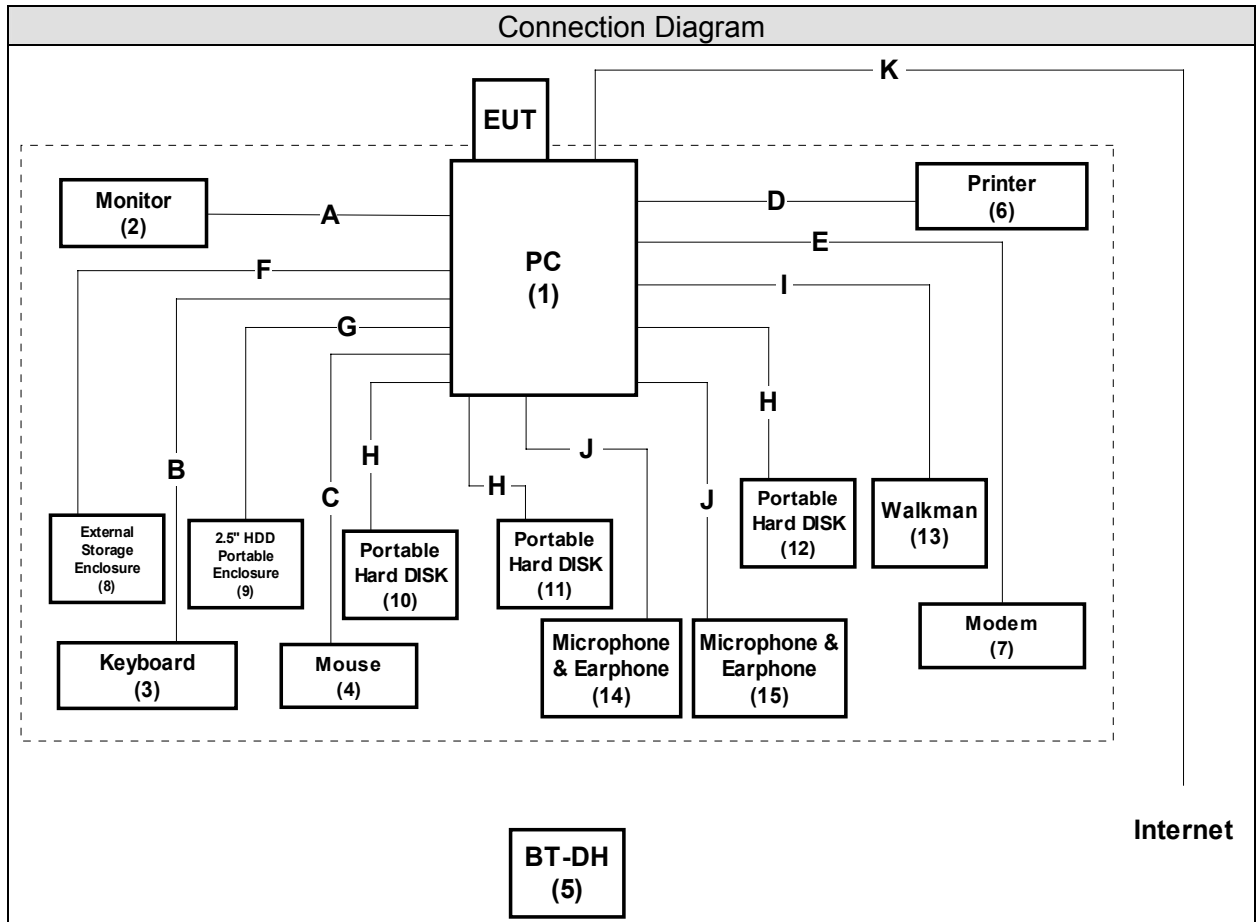 Connection Diagram
K
EUT
Monitor
(2)
A
PC
(1)
D
Printer
(6)
E
F
I
B
G
H
C
H
J
H
J
External
Storage
Enclosure
(8)
2.5" HDD
Portable
Enclosure
(9)
Portable
Hard DISK
(10)
Portable
Hard DISK
(11)
Portable
Hard DISK
(12)
Walkman
(13)
Keyboard
(3)
Mouse
(4)
Microphone
& Earphone
(14)
Microphone &
Earphone
(15)
Modem
(7)
Internet
BT-DH
(5)